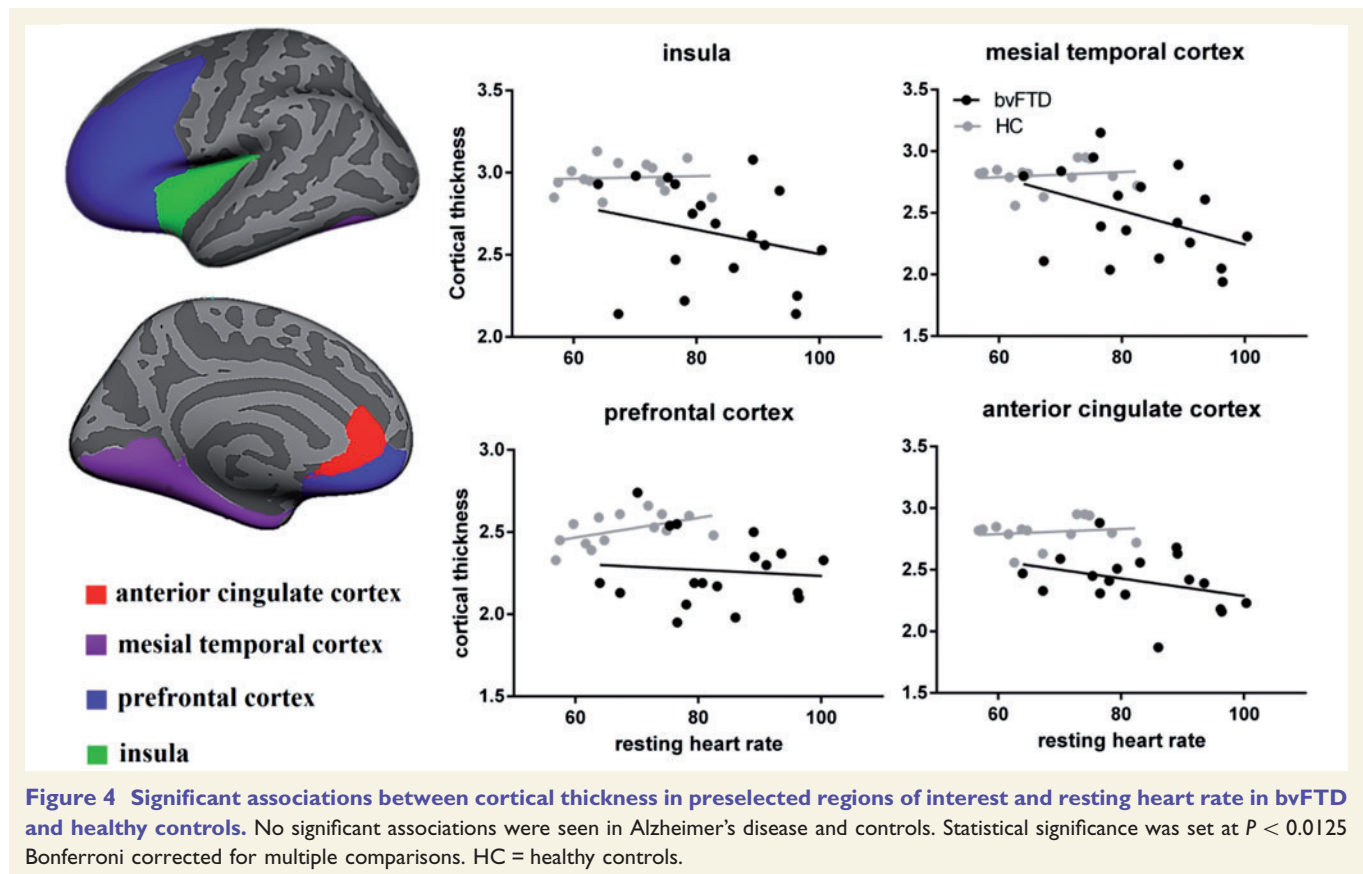 insula
3.5
3.0
2.5
2.0
Cortical thickness
60
80
100
mesial temporal cortex
bvFTD
HC
3.5
3.0
2.5
2.0
1.5
60
80
100
prefrontal cortex
3.0
2.5
2.0
1.5
cortical thickness
60
80
100
resting heart rate
anterior cingulate cortex
3.5
3.0
2.5
2.0
1.5
60
80
100
resting heart rate
anterior cingulate cortex
mesial temporal cortex
prefrontal cortex
insula
Figure 4 Significant associations between cortical thickness in preselected regions of interest and resting heart rate in bvFTD
and healthy controls. No significant associations were seen in Alzheimer's disease and controls. Statistical significance was set at P < 0.0125
Bonferroni corrected for multiple comparisons. HC = healthy controls.